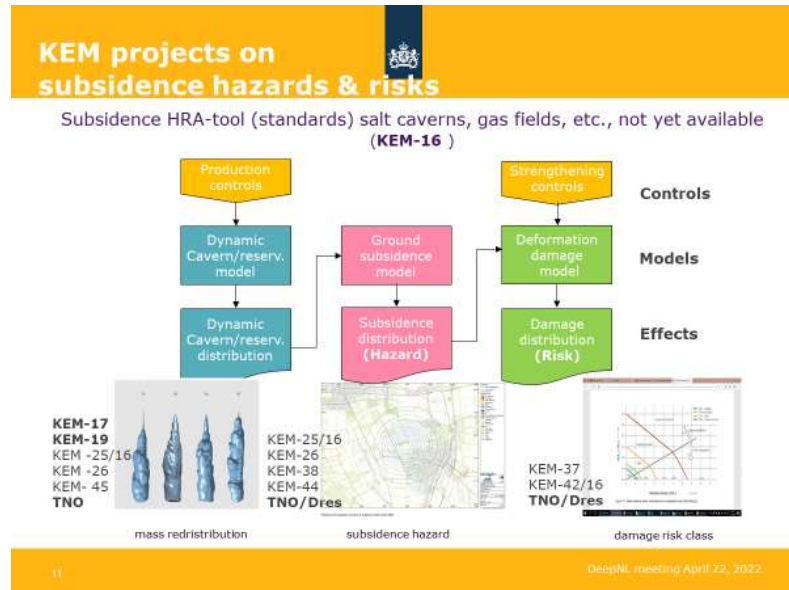 KEM projects on
subsidence hazards & risks
Subsidence HRA-tool (standards) salt caverns, gas fields, etc., not yet available
(KEM-16 )
Production
controls
Strengthening
controls
Controls
Dynamic
Cavern/reserv.
model
Ground
subsidence
model
Deformation
damage
model
Models
Dynamic
Cavern/reserv.
distribution
Subsidence
distribution
(Hazard)
Damage
distribution
(Risk)
Effects
KEM-17
KEM-19
KEM -25/16
KEM -26
KEM- 45
TNO
KEM-25/16
KEM-26
KEM-38
KEM-44
TNO/Dres
KEM-37
KEM-42/16
TNO/Dres
mass redristribution
subsidence hazard
damage risk class
11
DeepNL meeting April 22, 2022